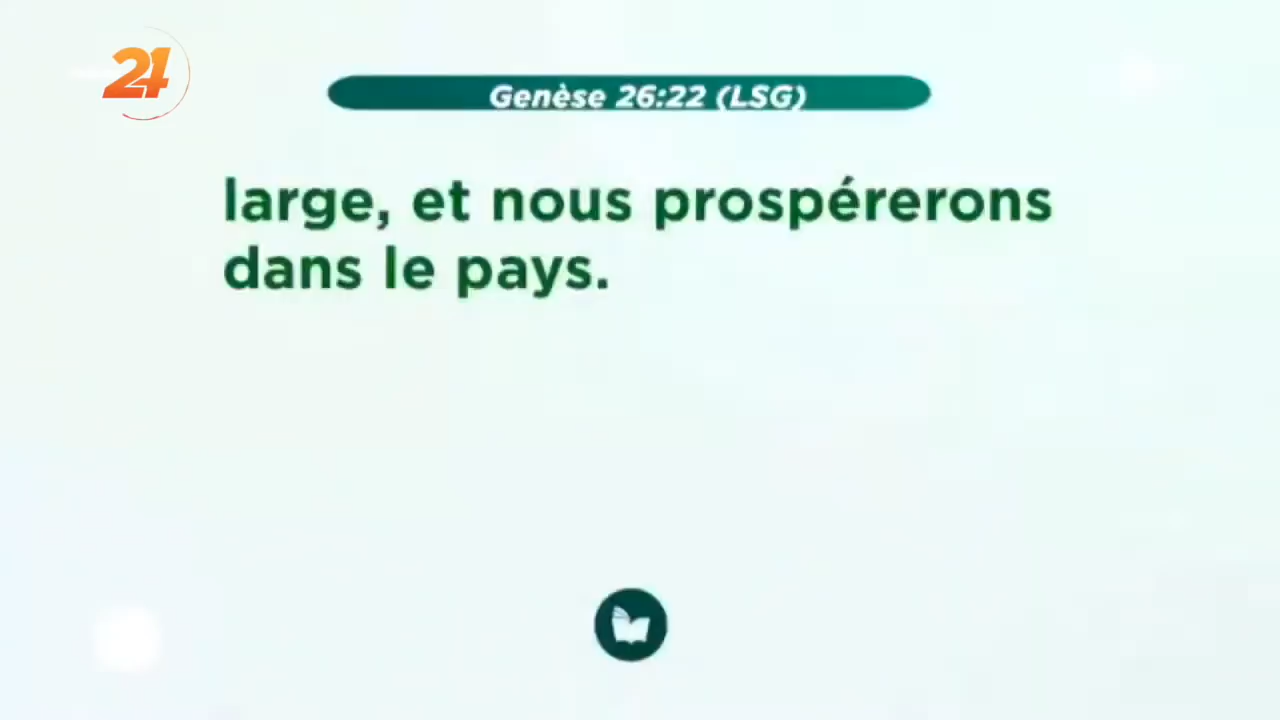 24
Genèse 26:22 (LSG)
large, et nous prospérerons
dans le pays.